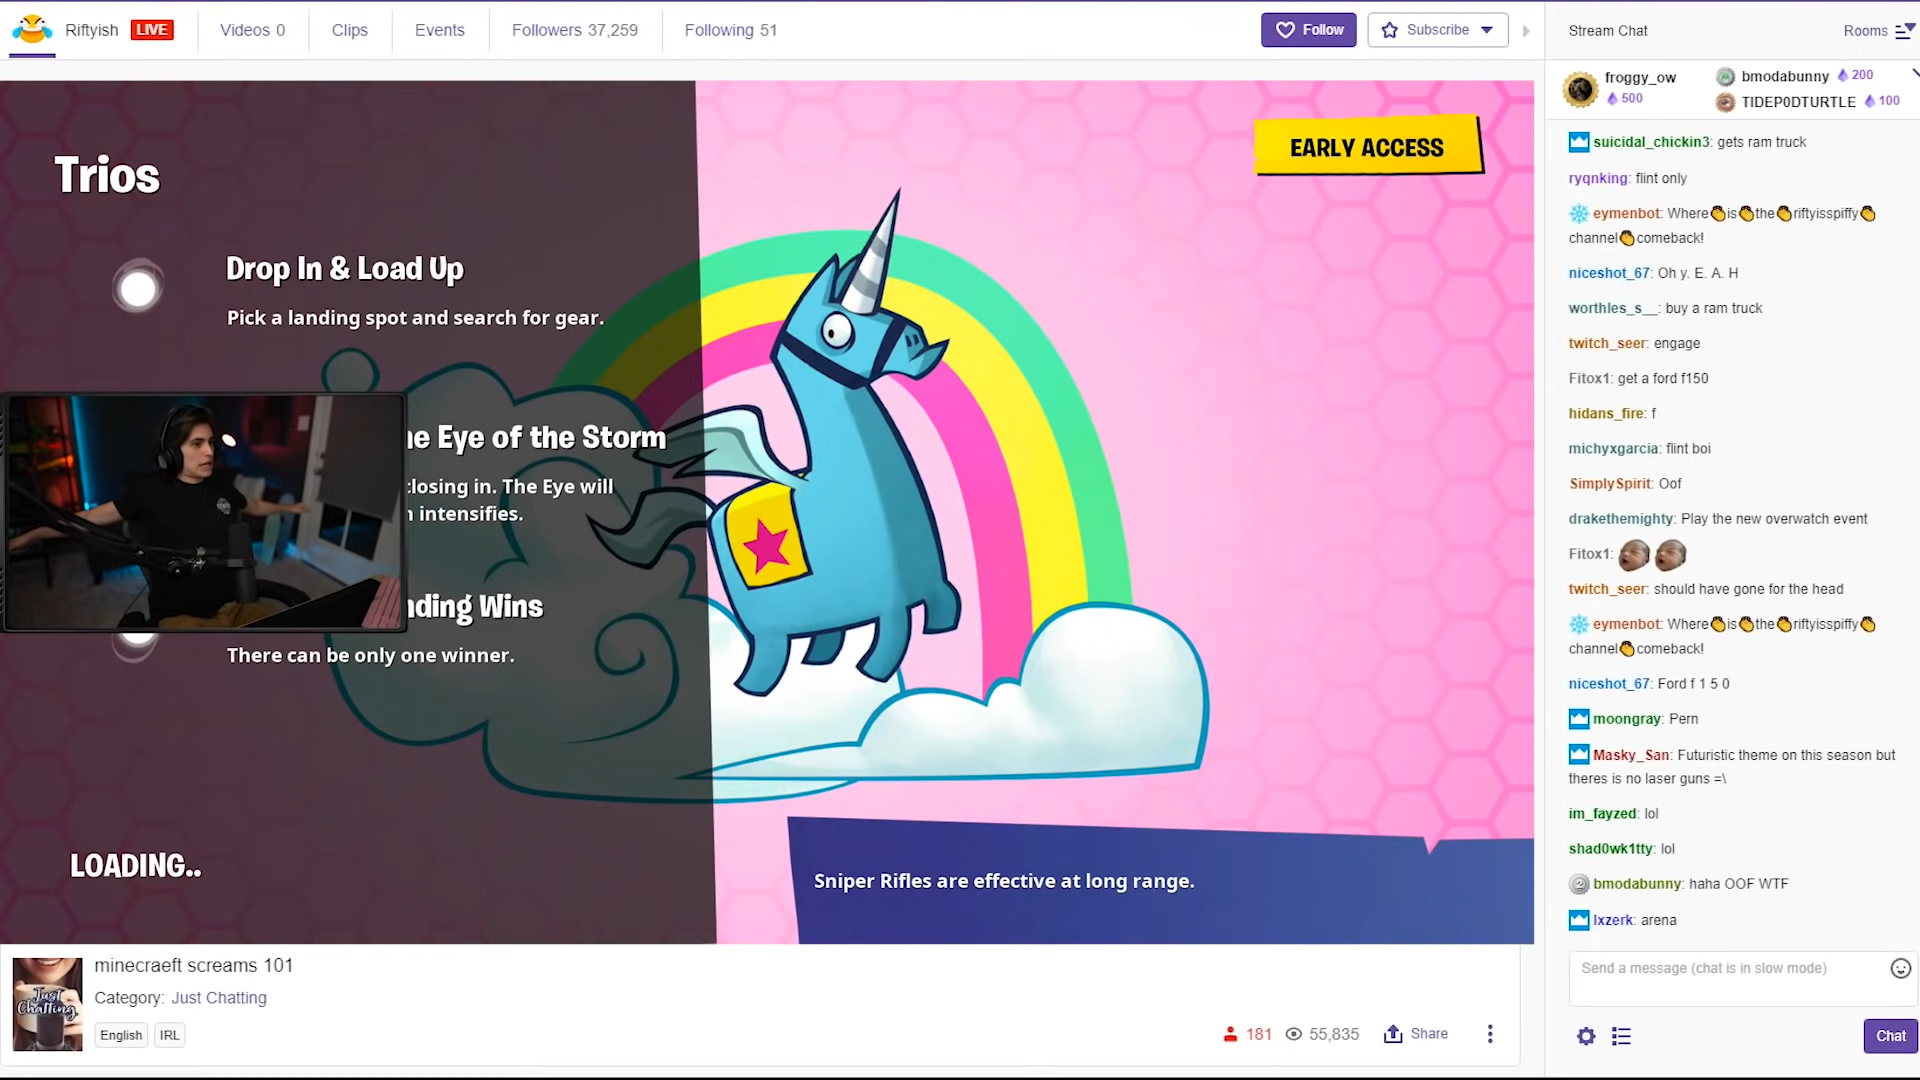 Riftyish LIVE Videos 0 Clips Events Followers 37,259 Following 51 Follow Subscribe
Stream Chat Rooms
froggy_ow 500
bmodabunny 200
TIDEP0DTURTLE 100
EARLY ACCESS
Trios
Drop In & Load Up
Pick a landing spot and search for gear.
he Eye of the Storm
closing in. The Eye will
n intensifies.
nding Wins
There can be only one winner.
LOADING..
Sniper Rifles are effective at long range.
suicidal_chickin3: gets ram truck
ryqnking: flint only
eymenbot: Where👏is👏the👏riftyisspiffy👏
channel👏comeback!
niceshot_67: Oh y. E. A. H
worthles_s__: buy a ram truck
twitch_seer: engage
Fitox1: get a ford f150
hidans_fire: f
michyxgarcia: flint boi
SimplySpirit: Oof
drakethemighty: Play the new overwatch event
Fitox1:
twitch_seer: should have gone for the head
eymenbot: Where👏is👏the👏riftyisspiffy👏
channel👏comeback!
niceshot_67: Ford f 1 5 0
moongray: Pern
Masky_San: Futuristic theme on this season but
theres is no laser guns =\
im_fayzed: lol
shad0wk1tty: lol
2 bmodabunny: haha OOF WTF
lxzerk: arena
Send a message (chat is in slow mode)
Chat
Just
Chatting
minecraeft screams 101
Category: Just Chatting
English IRL
181 55,835 Share